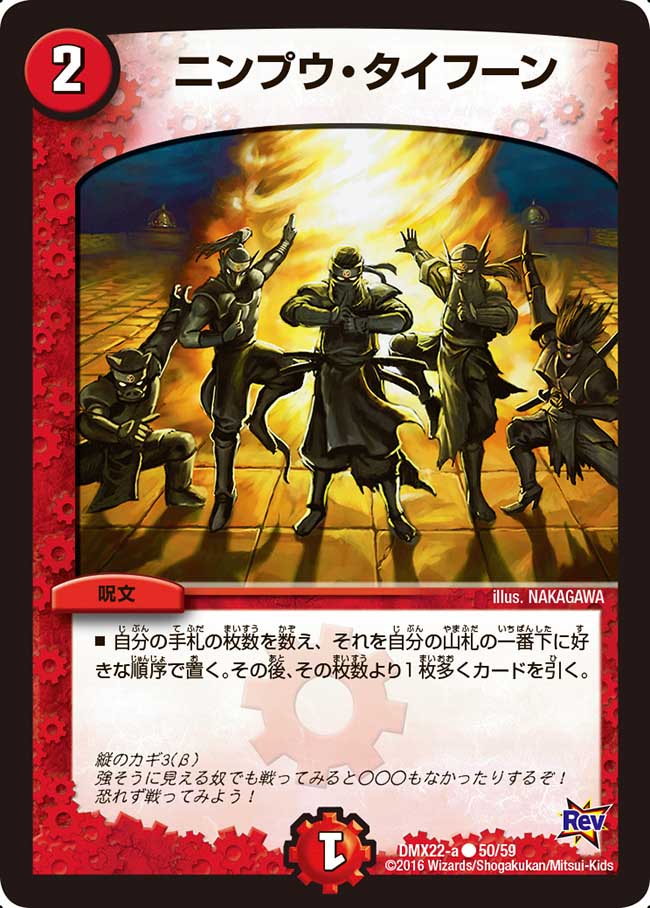 2
ニンプウ・タイフーン
呪文
illus. NAKAGAWA
■ 自分の手札の枚数を数え、それを自分の山札の一番下に好
きな順序で置く。その後、その枚数より1枚多くカードを引く。
縦のカギ3(β)
強そうに見える奴でも戦ってみると〇〇〇もなかったりするぞ！
恐れず戦ってみよう！
1
Rev
DMX22-a ● 50/59
©2016 Wizards/Shogakukan/Mitsui-Kids